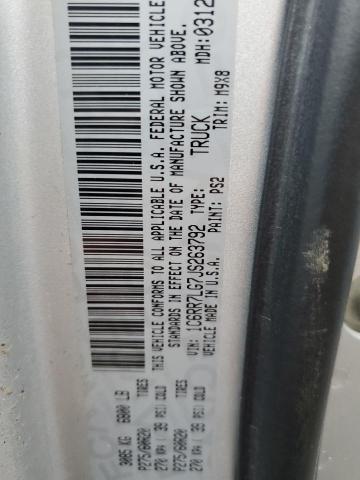 3085 KG 6800 LB TIRES
P275/60R20
270 KPA / 39 PSI COLD
TIRES
P275/60R20
270 KPA / 39 PSI COLD
THIS VEHICLE CONFORMS TO ALL APPLICABLE U.S.A. FEDERAL MOTOR VEHICLE
STANDARDS IN EFFECT ON THE DATE OF MANUFACTURE SHOWN ABOVE.
VIN: 1C6RR7LG7JS263792 TYPE: TRUCK MDH: 0312
VEHICLE MADE IN U.S.A. PAINT: PS2 TRIM: M9X8